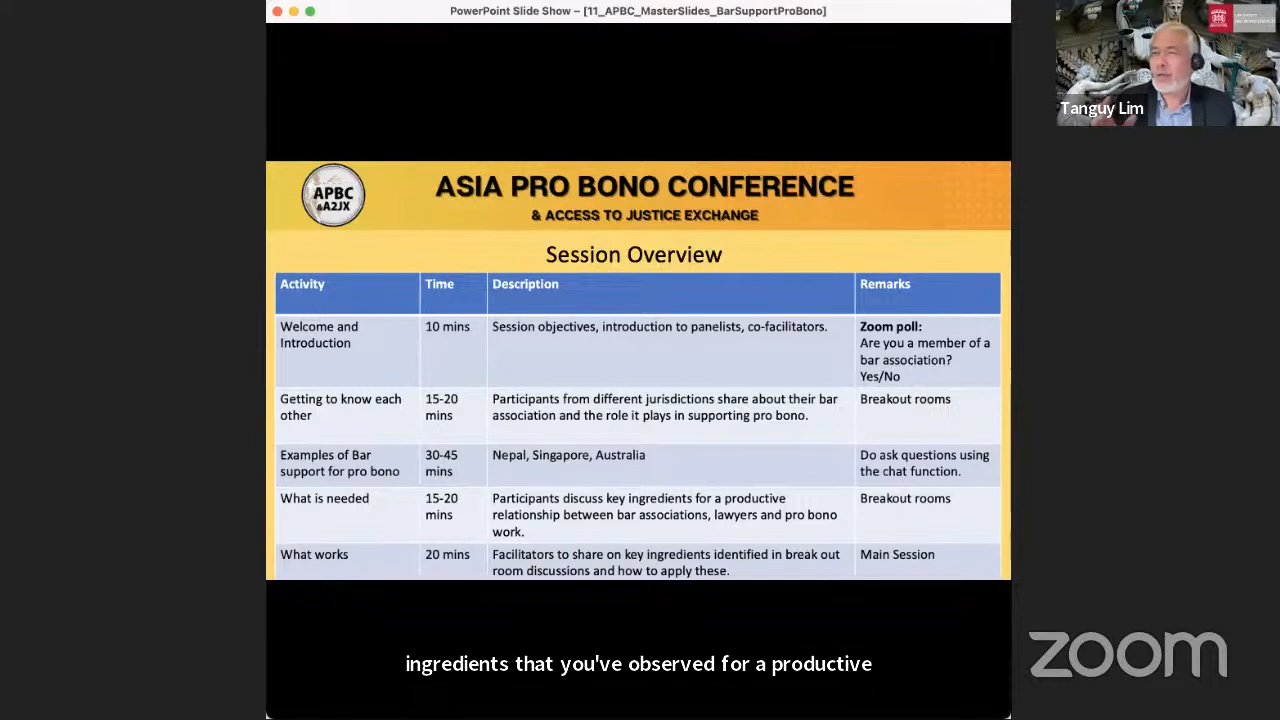 PowerPoint Slide Show – [11_APBC_MasterSlides_BarSupportProBono]
Tanguy Lim
APBC
&A2JX
ASIA PRO BONO CONFERENCE
& ACCESS TO JUSTICE EXCHANGE
Session Overview
Activity Time Description Remarks
Welcome and
Introduction
10 mins
Session objectives, introduction to panelists, co-facilitators.
Zoom poll:
Are you a member of a
bar association?
Yes/No
Getting to know each
other
15-20
mins
Participants from different jurisdictions share about their bar
association and the role it plays in supporting pro bono.
Breakout rooms
Examples of Bar
support for pro bono
30-45
mins
Nepal, Singapore, Australia
Do ask questions using
the chat function.
What is needed
15-20
mins
Participants discuss key ingredients for a productive
relationship between bar associations, lawyers and pro bono
work.
Breakout rooms
What works
20 mins
Facilitators to share on key ingredients identified in break out
room discussions and how to apply these.
Main Session
ingredients that you've observed for a productive
zoom